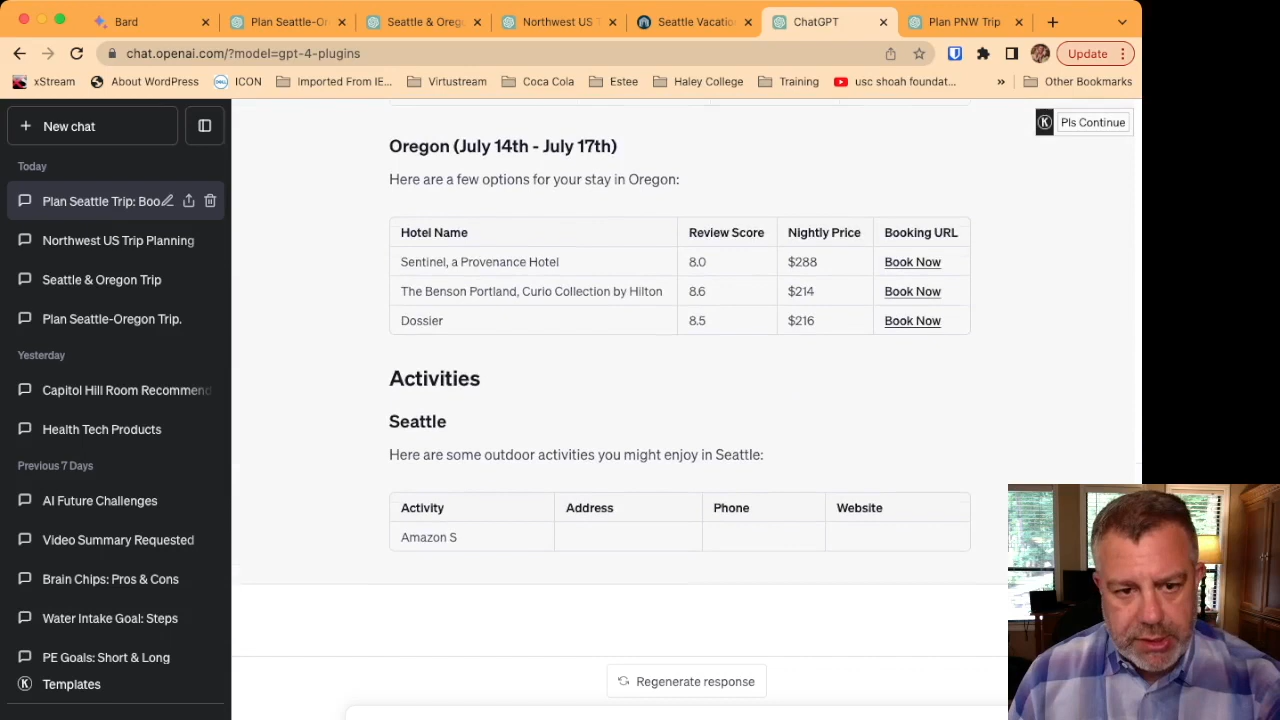 Bard
Plan Seattle-Or
Seattle & Orego
Northwest US T
Seattle Vacatio
ChatGPT
Plan PNW Trip
chat.openai.com/?model=gpt-4-plugins
Update
xStream
About WordPress
ICON
Imported From IE...
Virtustream
Coca Cola
Estee
Haley College
Training
usc shoah foundat...
»
Other Bookmarks
New chat
Today
Plan Seattle Trip: Boo
Northwest US Trip Planning
Seattle & Oregon Trip
Plan Seattle-Oregon Trip.
Yesterday
Capitol Hill Room Recommend
Health Tech Products
Previous 7 Days
AI Future Challenges
Video Summary Requested
Brain Chips: Pros & Cons
Water Intake Goal: Steps
PE Goals: Short & Long
Templates
K Pls Continue
Oregon (July 14th - July 17th)
Here are a few options for your stay in Oregon:
Hotel Name Review Score Nightly Price Booking URL
Sentinel, a Provenance Hotel 8.0 $288 Book Now
The Benson Portland, Curio Collection by Hilton 8.6 $214 Book Now
Dossier 8.5 $216 Book Now
Activities
Seattle
Here are some outdoor activities you might enjoy in Seattle:
Activity Address Phone Website
Amazon S
Regenerate response